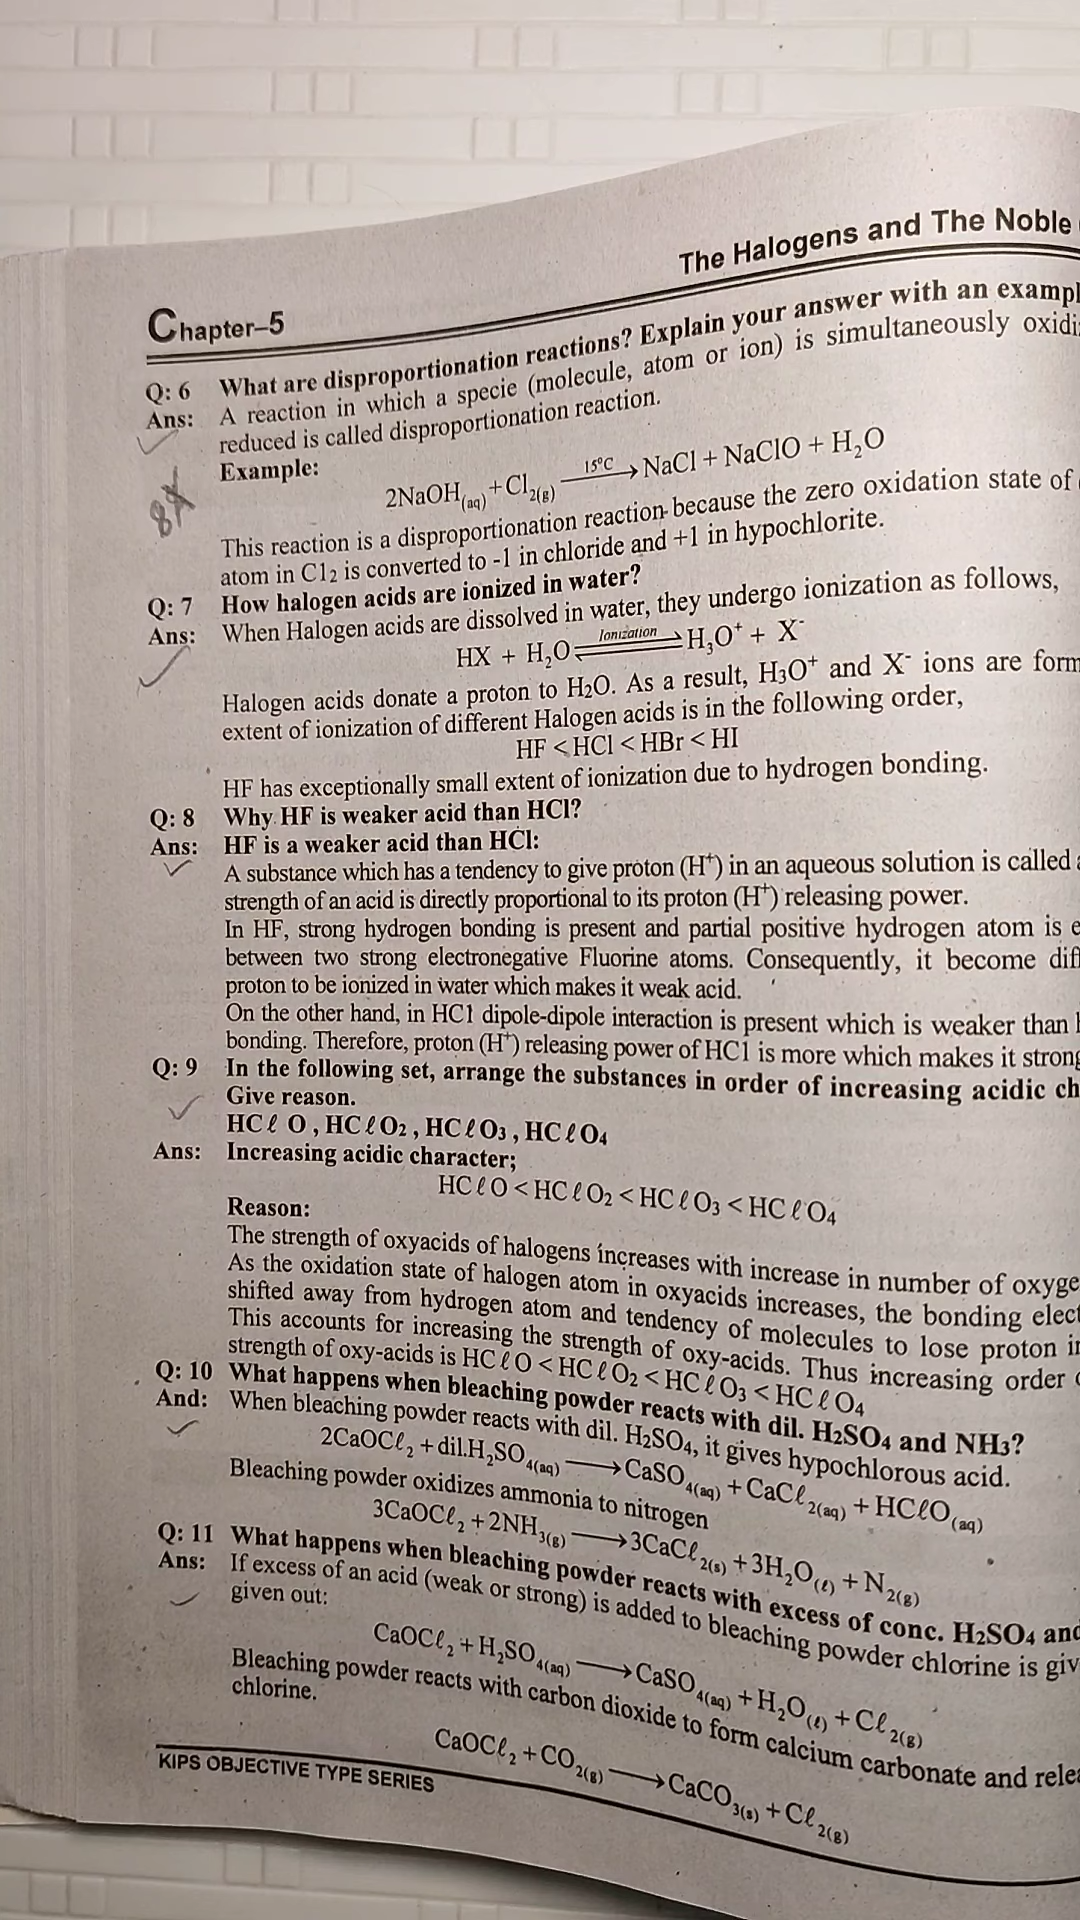 The Halogens and The Noble
Chapter–5
Q: 6 What are disproportionation reactions? Explain your answer with an exampl
Ans: A reaction in which a specie (molecule, atom or ion) is simultaneously oxidi
reduced is called disproportionation reaction.
Example:
2NaOH(aq) + Cl2(g) 15°C → NaCl + NaClO + H₂O
This reaction is a disproportionation reaction because the zero oxidation state of
atom in C12 is converted to -1 in chloride and +1 in hypochlorite.
Q: 7 How halogen acids are ionized in water?
Ans: When Halogen acids are dissolved in water, they undergo ionization as follows,
HX + H₂O ⇌ Ionization H₃O⁺ + X⁻
Halogen acids donate a proton to H2O. As a result, H3O⁺ and X⁻ ions are form
extent of ionization of different Halogen acids is in the following order,
HF < HCl < HBr < HI
HF has exceptionally small extent of ionization due to hydrogen bonding.
Q: 8 Why HF is weaker acid than HCl?
Ans: HF is a weaker acid than HCl:
A substance which has a tendency to give proton (H⁺) in an aqueous solution is called
strength of an acid is directly proportional to its proton (H⁺) releasing power.
In HF, strong hydrogen bonding is present and partial positive hydrogen atom is e
between two strong electronegative Fluorine atoms. Consequently, it become diff
proton to be ionized in water which makes it weak acid.
On the other hand, in HC1 dipole-dipole interaction is present which is weaker than
bonding. Therefore, proton (H⁺) releasing power of HC1 is more which makes it strong
Q: 9 In the following set, arrange the substances in order of increasing acidic ch
Give reason.
HCℓ O , HCℓO2 , HCℓO3 , HCℓO4
Ans: Increasing acidic character;
HCℓO < HCℓO2 < HCℓO3 < HCℓO4
Reason:
The strength of oxyacids of halogens increases with increase in number of oxyge
As the oxidation state of halogen atom in oxyacids increases, the bonding elect
shifted away from hydrogen atom and tendency of molecules to lose proton in
This accounts for increasing the strength of oxy-acids. Thus increasing order
strength of oxy-acids is HCℓO < HCℓO2 < HCℓO3 < HCℓO4
Q: 10 What happens when bleaching powder reacts with dil. H2SO4 and NH3?
And: When bleaching powder reacts with dil. H2SO4, it gives hypochlorous acid.
2CaOCℓ₂ + dil.H₂SO4(aq) → CaSO4(aq) + CaCℓ2(aq) + HCℓO(aq)
Bleaching powder oxidizes ammonia to nitrogen
3CaOCℓ₂ + 2NH3(g) → 3CaCℓ2(s) + 3H₂O(ℓ) + N2(g)
Q: 11 What happens when bleaching powder reacts with excess of conc. H2SO4 and
Ans: If excess of an acid (weak or strong) is added to bleaching powder chlorine is giv
given out:
CaOCℓ₂ + H₂SO4(aq) → CaSO4(aq) + H₂O(ℓ) + Cℓ2(g)
Bleaching powder reacts with carbon dioxide to form calcium carbonate and relea
chlorine.
CaOCℓ₂ + CO2(g) → CaCO3(s) + Cℓ2(g)
KIPS OBJECTIVE TYPE SERIES